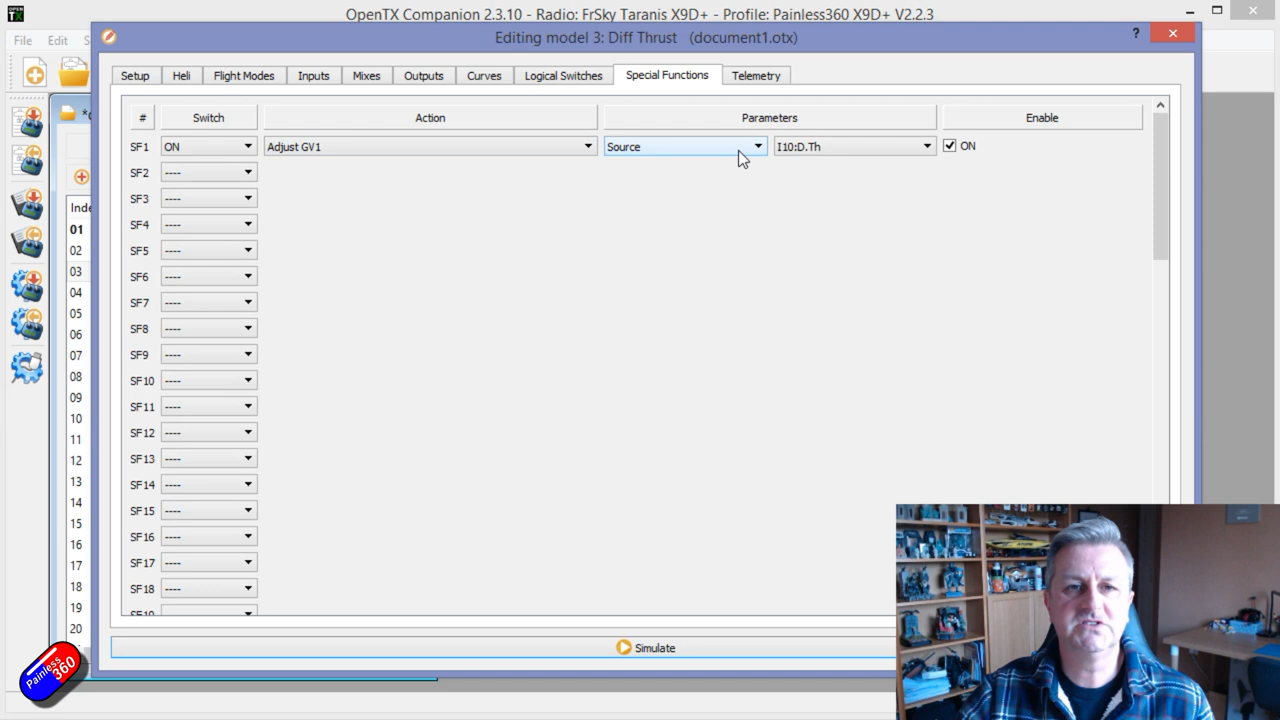 OPEN
TX
OpenTX Companion 2.3.10 - Radio: FrSky Taranis X9D+ - Profile: Painless360 X9D+ V2.2.3
File Edit S
Editing model 3: Diff Thrust (document1.otx)
?
Setup Heli Flight Modes Inputs Mixes Outputs Curves Logical Switches Special Functions Telemetry
# Switch Action Parameters Enable
SF1 ON Adjust GV1 Source I10:D.Th ON
SF2 ----
SF3 ----
SF4 ----
SF5 ----
SF6 ----
SF7 ----
SF8 ----
SF9 ----
SF10 ----
SF11 ----
SF12 ----
SF13 ----
SF14 ----
SF15 ----
SF16 ----
SF17 ----
SF18 ----
SF19 ----
Inde
01
02
03
04
05
06
07
08
09
10
11
12
13
14
15
16
17
18
19
20
Simulate
Painless
360